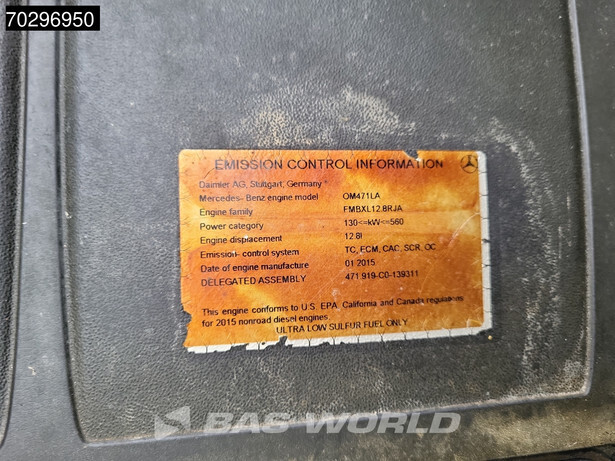 70296950
EMISSION CONTROL INFORMATION
Daimler AG, Stuttgart, Germany
Mercedes- Benz engine model OM471LA
Engine family FMBXL12.8RJA
Power category 130<=kW<=560
Engine displacement 12.8l
Emission- control system TC, ECM, CAC, SCR, OC
Date of engine manufacture 01 2015
DELEGATED ASSEMBLY 471.919-C0-139311
This engine conforms to U.S. EPA, California and Canada regulations
for 2015 nonroad diesel engines.
ULTRA LOW SULFUR FUEL ONLY
BAS WORLD